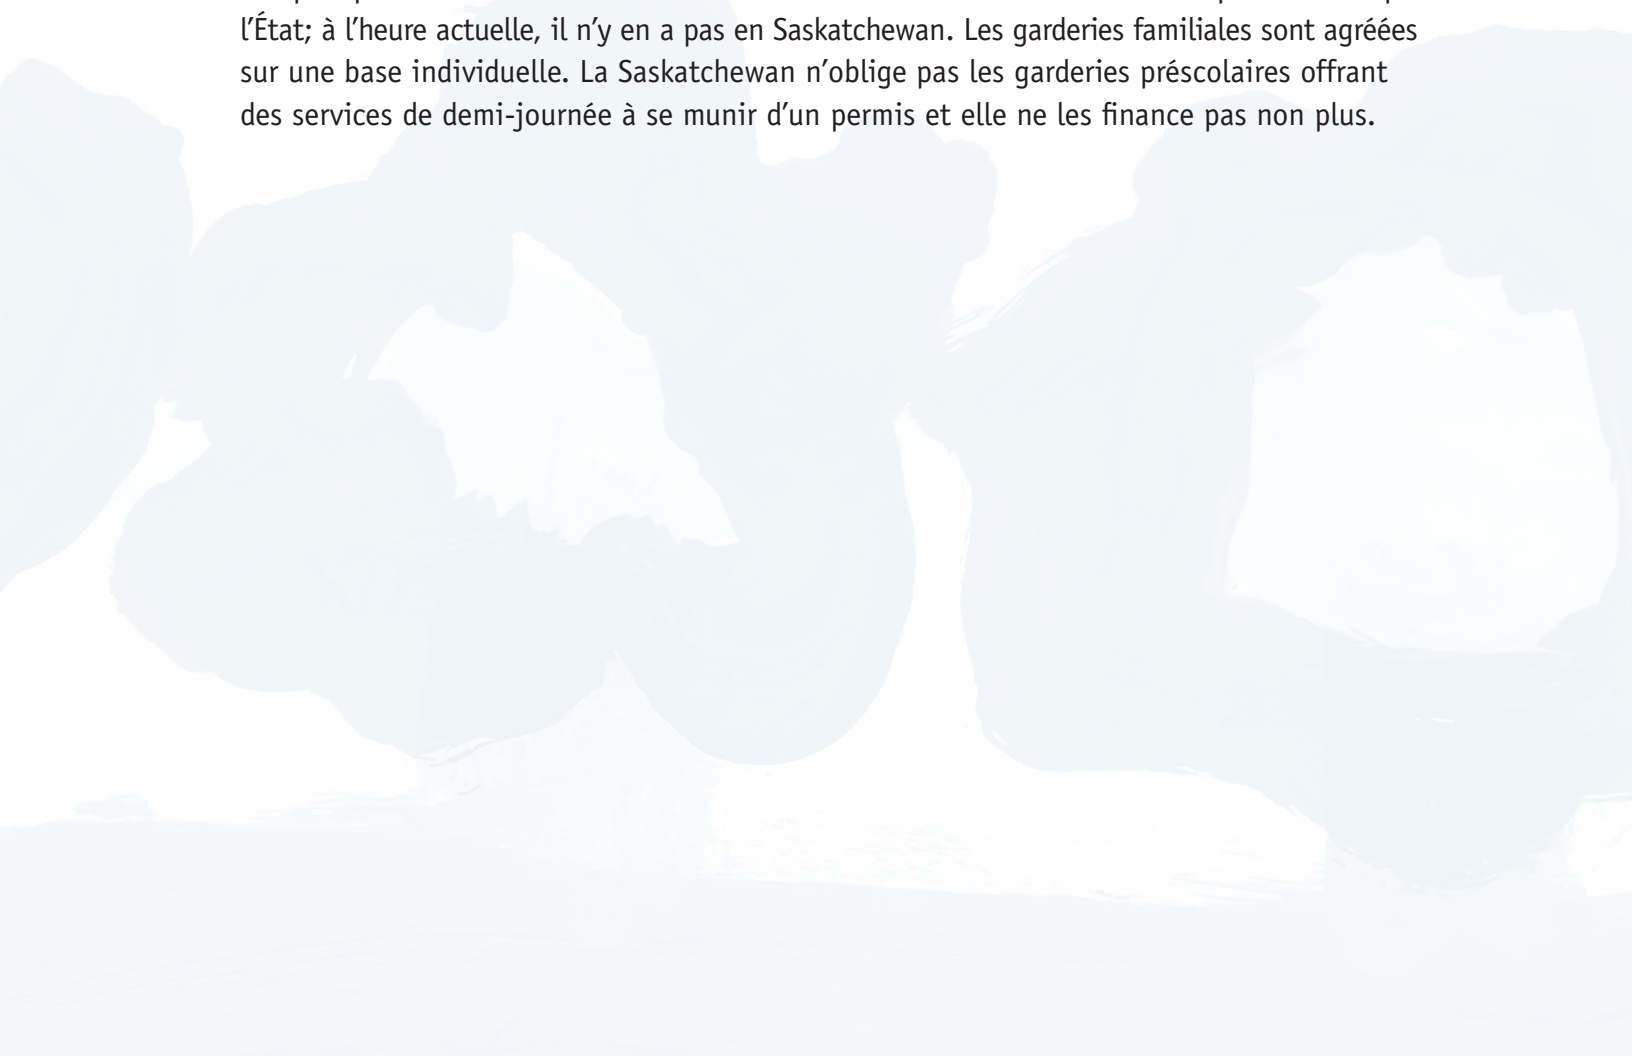 l’État; à l’heure actuelle, il n’y en a pas en Saskatchewan. Les garderies familiales sont agréées
sur une base individuelle. La Saskatchewan n’oblige pas les garderies préscolaires offrant
des services de demi-journée à se munir d’un permis et elle ne les finance pas non plus.